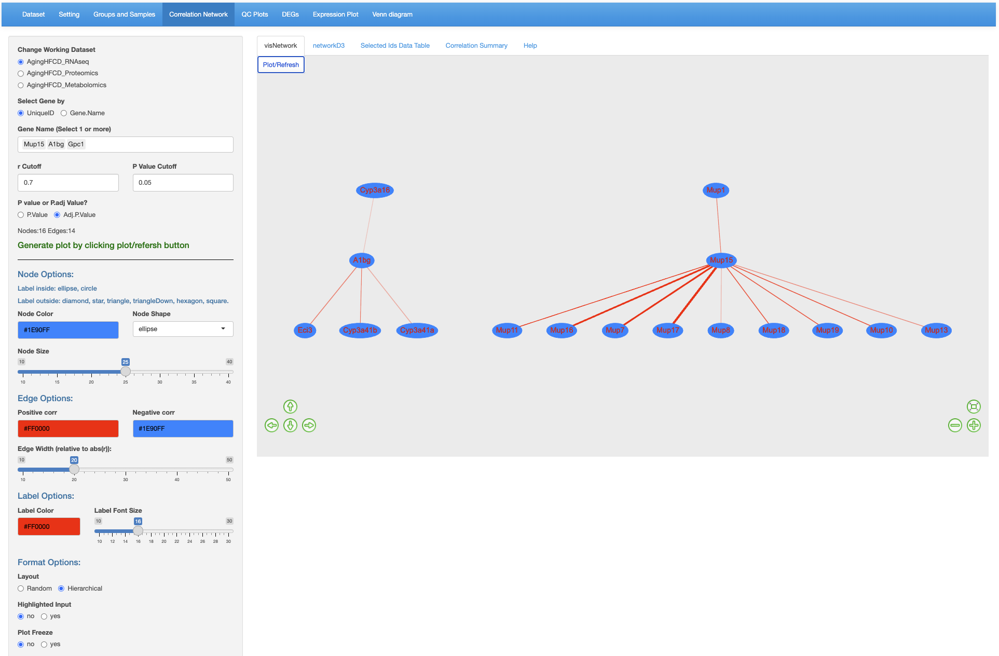 Dataset Setting Groups and Samples Correlation Network QC Plots DEGs Expression Plot Venn diagram
Change Working Dataset
AgingHFCD_RNAseq
AgingHFCD_Proteomics
AgingHFCD_Metabolomics
Select Gene by
UniqueID Gene.Name
Gene Name (Select 1 or more)
Mup15 A1bg Gpc1
r Cutoff P Value Cutoff
0.7 0.05
P value or P.adj Value?
P.Value Adj.P.Value
Nodes:16 Edges:14
Generate plot by clicking plot/refersh button
Node Options:
Label inside: ellipse, circle
Label outside: diamond, star, triangle, triangleDown, hexagon, square.
Node Color Node Shape
#1E90FF ellipse
Node Size
10 25 40
10 15 20 25 30 35 40
Edge Options:
Positive corr Negative corr
#FF0000 #1E90FF
Edge Width (relative to abs(r)):
10 20 50
10 20 30 40 50
Label Options:
Label Color Label Font Size
#FF0000
10 16 30
10 12 14 16 18 20 22 24 26 28 30
Format Options:
Layout
Random Hierarchical
Highlighted Input
no yes
Plot Freeze
no yes
visNetwork networkD3 Selected Ids Data Table Correlation Summary Help
Plot/Refresh
Cyp3a16 Mup1
A1bg Mup15
Eci3 Cyp3a41b Cyp3a41a Mup11 Mup16 Mup7 Mup17 Mup8 Mup18 Mup19 Mup10 Mup13